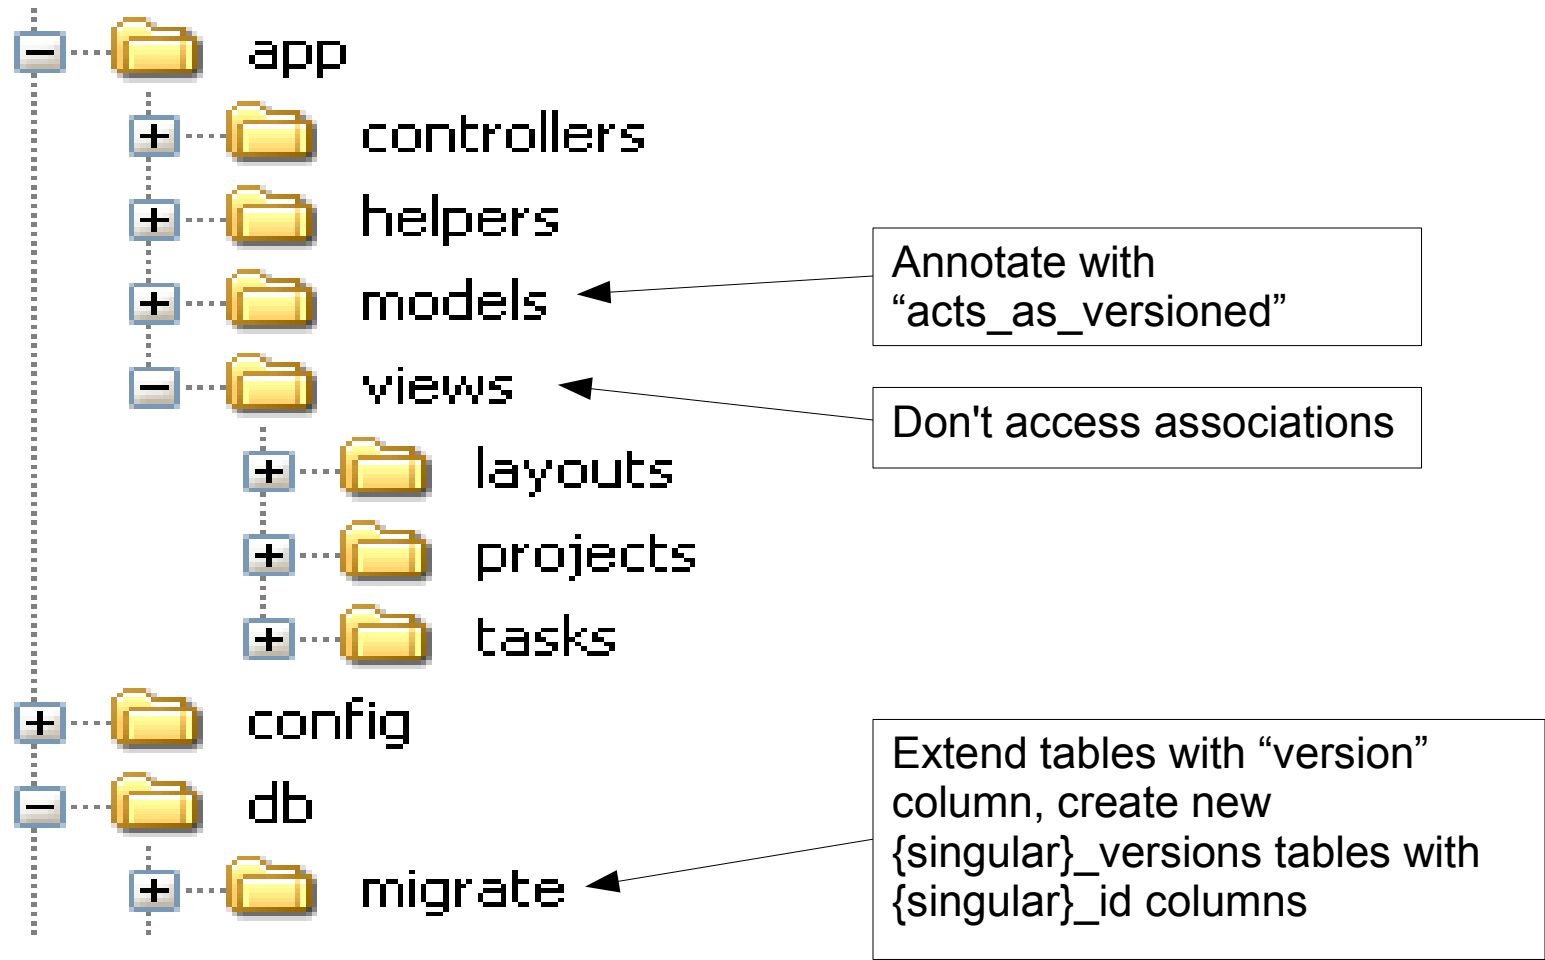 app
controllers
helpers
models
Annotate with
“acts_as_versioned”
views
Don't access associations
layouts
projects
tasks
config
db
migrate
Extend tables with “version”
column, create new
{singular}_versions tables with
{singular}_id columns